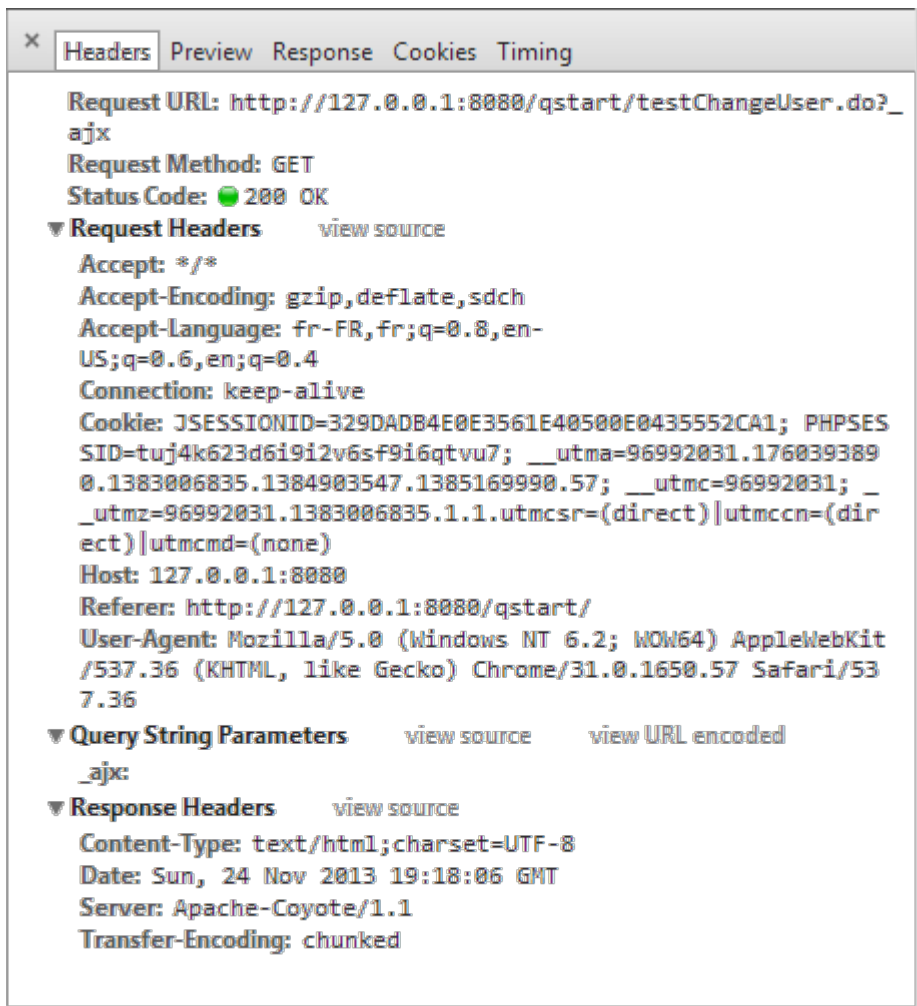 × Headers Preview Response Cookies Timing
Request URL: http://127.0.0.1:8080/qstart/testChangeUser.do?_
ajx
Request Method: GET
Status Code: 200 OK
Request Headers view source
Accept: */*
Accept-Encoding: gzip,deflate,sdch
Accept-Language: fr-FR,fr;q=0.8,en-
US;q=0.6,en;q=0.4
Connection: keep-alive
Cookie: JSESSIONID=329DADB4E0E3561E40500E0435552CA1; PHPSES
SID=tuj4k623d6i9i2v6sf9i6qtvu7; __utma=96992031.176039389
0.1383006835.1384903547.1385169990.57; __utmc=96992031; _
_utmz=96992031.1383006835.1.1.utmcsr=(direct)|utmccn=(dir
ect)|utmcmd=(none)
Host: 127.0.0.1:8080
Referer: http://127.0.0.1:8080/qstart/
User-Agent: Mozilla/5.0 (Windows NT 6.2; WOW64) AppleWebKit
/537.36 (KHTML, like Gecko) Chrome/31.0.1650.57 Safari/53
7.36
Query String Parameters view source view URL encoded
_ajx:
Response Headers view source
Content-Type: text/html;charset=UTF-8
Date: Sun, 24 Nov 2013 19:18:06 GMT
Server: Apache-Coyote/1.1
Transfer-Encoding: chunked